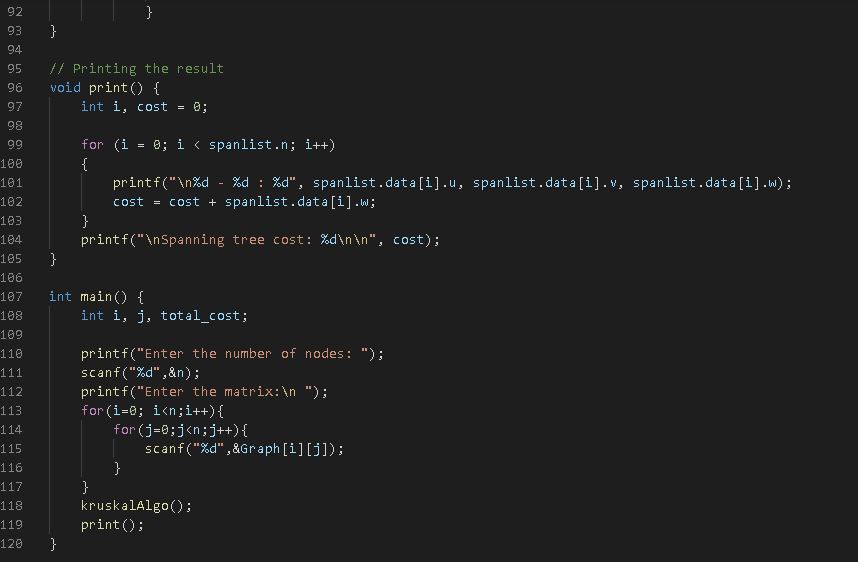 92 }
93 }
94
95 // Printing the result
96 void print() {
97 int i, cost = 0;
98
99 for (i = 0; i < spanlist.n; i++)
100 {
101 printf("\n%d - %d : %d", spanlist.data[i].u, spanlist.data[i].v, spanlist.data[i].w);
102 cost = cost + spanlist.data[i].w;
103 }
104 printf("\nSpanning tree cost: %d\n\n", cost);
105 }
106
107 int main() {
108 int i, j, total_cost;
109
110 printf("Enter the number of nodes: ");
111 scanf("%d",&n);
112 printf("Enter the matrix:\n ");
113 for(i=0; i<n;i++){
114 for(j=0;j<n;j++){
115 scanf("%d",&Graph[i][j]);
116 }
117 }
118 kruskalAlgo();
119 print();
120 }